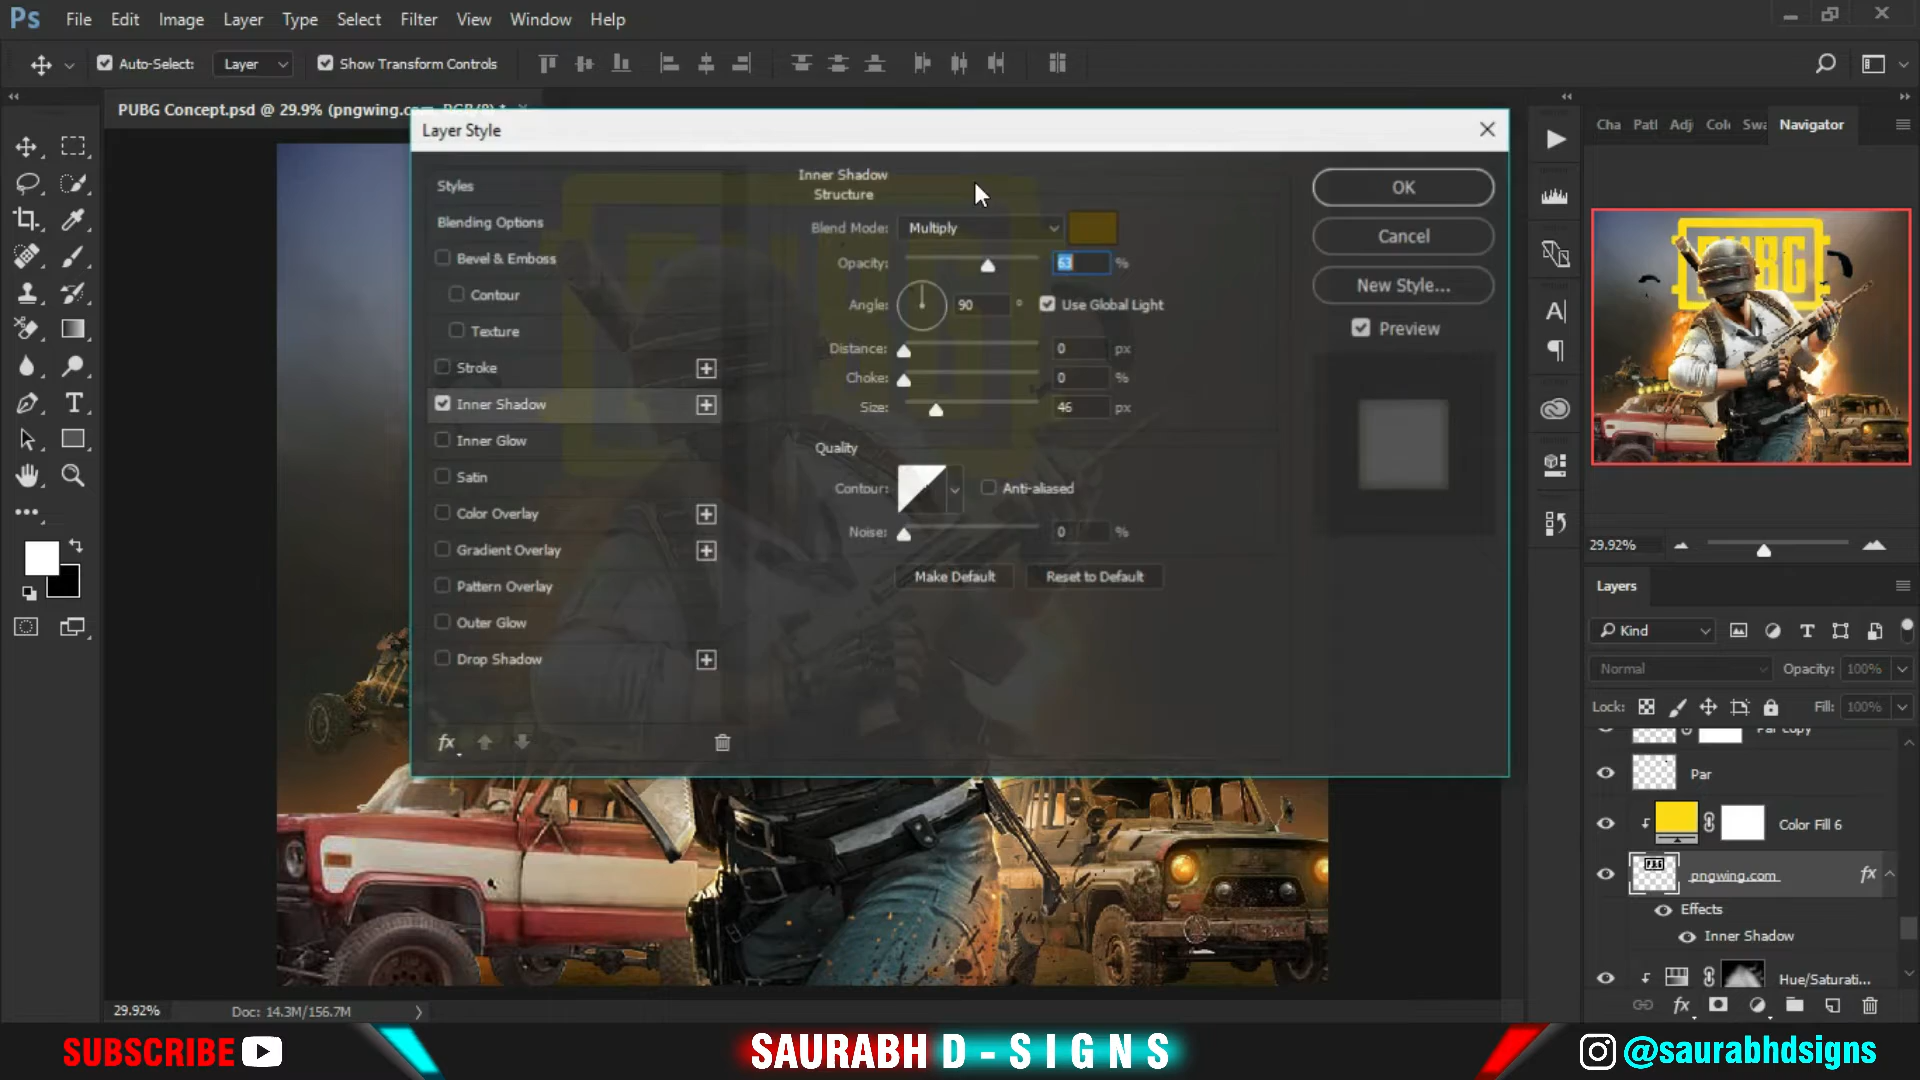 Ps File Edit Image Layer Type Select Filter View Window Help
Auto-Select: Layer Show Transform Controls
PUBG Concept.psd @ 29.9% (pngwing.com, RGB/8) *
Layer Style
Styles
Blending Options
Bevel & Emboss
Contour
Texture
Stroke
Inner Shadow
Inner Glow
Satin
Color Overlay
Gradient Overlay
Pattern Overlay
Outer Glow
Drop Shadow
fx
Inner Shadow
Structure
Blend Mode: Multiply
Opacity: 63 %
Angle: 90 ° Use Global Light
Distance: 0 px
Choke: 0 %
Size: 46 px
Quality
Contour: Anti-aliased
Noise: 0 %
Make Default Reset to Default
OK
Cancel
New Style...
Preview
Cha Patl Adj Col Swa Navigator
PUBG
29.92%
Layers
Kind
Normal Opacity: 100%
Lock: Fill: 100%
Par copy
Par
Color Fill 6
pngwing.com fx
Effects
Inner Shadow
Hue/Saturati...
fx
29.92% Doc: 14.3M/156.7M
SUBSCRIBE
SAURABH D-SIGNS
@saurabhdsigns